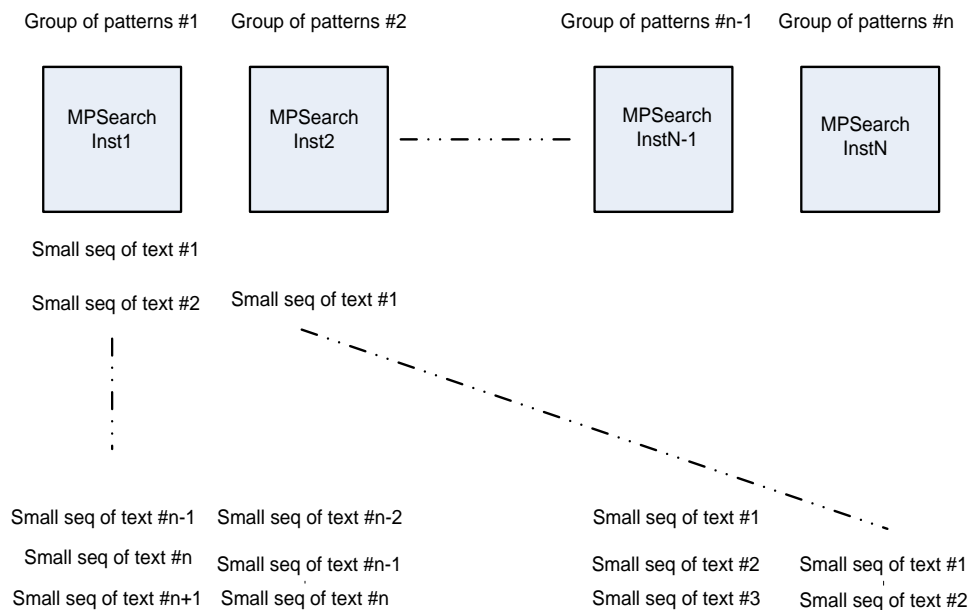 Group of patterns #1
Group of patterns #2
Group of patterns #n-1
Group of patterns #n
MPSearch
Inst1
MPSearch
Inst2
MPSearch
InstN-1
MPSearch
InstN
Small seq of text #1
Small seq of text #2
Small seq of text #1
Small seq of text #n-1
Small seq of text #n-2
Small seq of text #1
Small seq of text #n
Small seq of text #n-1
Small seq of text #2
Small seq of text #1
Small seq of text #n+1
Small seq of text #n
Small seq of text #3
Small seq of text #2